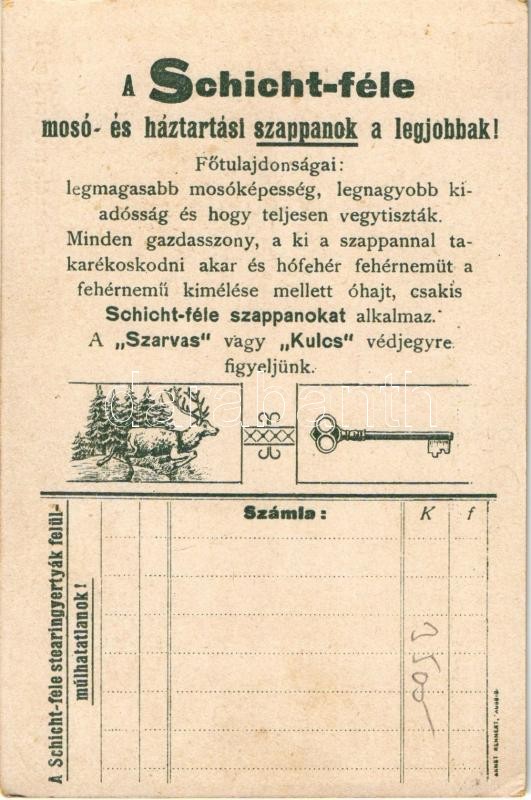 A Schicht-féle
mosó- és háztartási szappanok a legjobbak!
Főtulajdonságai:
legmagasabb mosóképesség, legnagyobb ki-
adósság és hogy teljesen vegytiszták.
Minden gazdasszony, a ki a szappannal ta-
karékoskodni akar és hófehér fehérnemüt a
fehérnemű kimélése mellett óhajt, csakis
Schicht-féle szappanokat alkalmaz.
A „Szarvas" vagy „Kulcs" védjegyre
figyeljünk.
darabanth
Számla:
K
f
A Schicht-fele stearingyertyák felül-
múlhatatlanok!